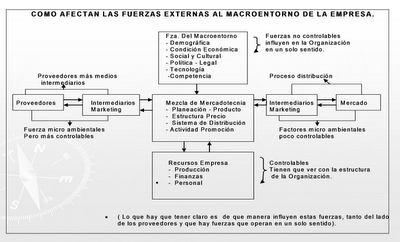 COMO AFECTAN LAS FUERZAS EXTERNAS AL MACROENTORNO DE LA EMPRESA.
Fza. Del Macroentorno
- Demográfica
- Condición Económica
- Social y Cultural
- Política - Legal
- Tecnología
-Competencia
Fuerzas no controlables
influyen en la Organización
en un solo sentido.
Proveedores más medios
intermediarios
Proceso distribución
Proveedores
Intermediarios
Marketing
Mezcla de Mercadotecnia
- Planeación - Producto
- Estructura Precio
- Sistema de Distribución
- Actividad Promoción
Intermediarios
Marketing
Mercado
Fuerza micro ambientales
Pero más controlables
Factores micro ambientales
poco controlables
Recursos Empresa
- Producción
- Finanzas
• - Personal
Controlables
Tienen que ver con la estructura
de la Organización.
S
m
• ( Lo que hay que tener claro es de que manera influyen estas fuerzas, tanto del lado
de los proveedores y que hay fuerzas que operan en un solo sentido).